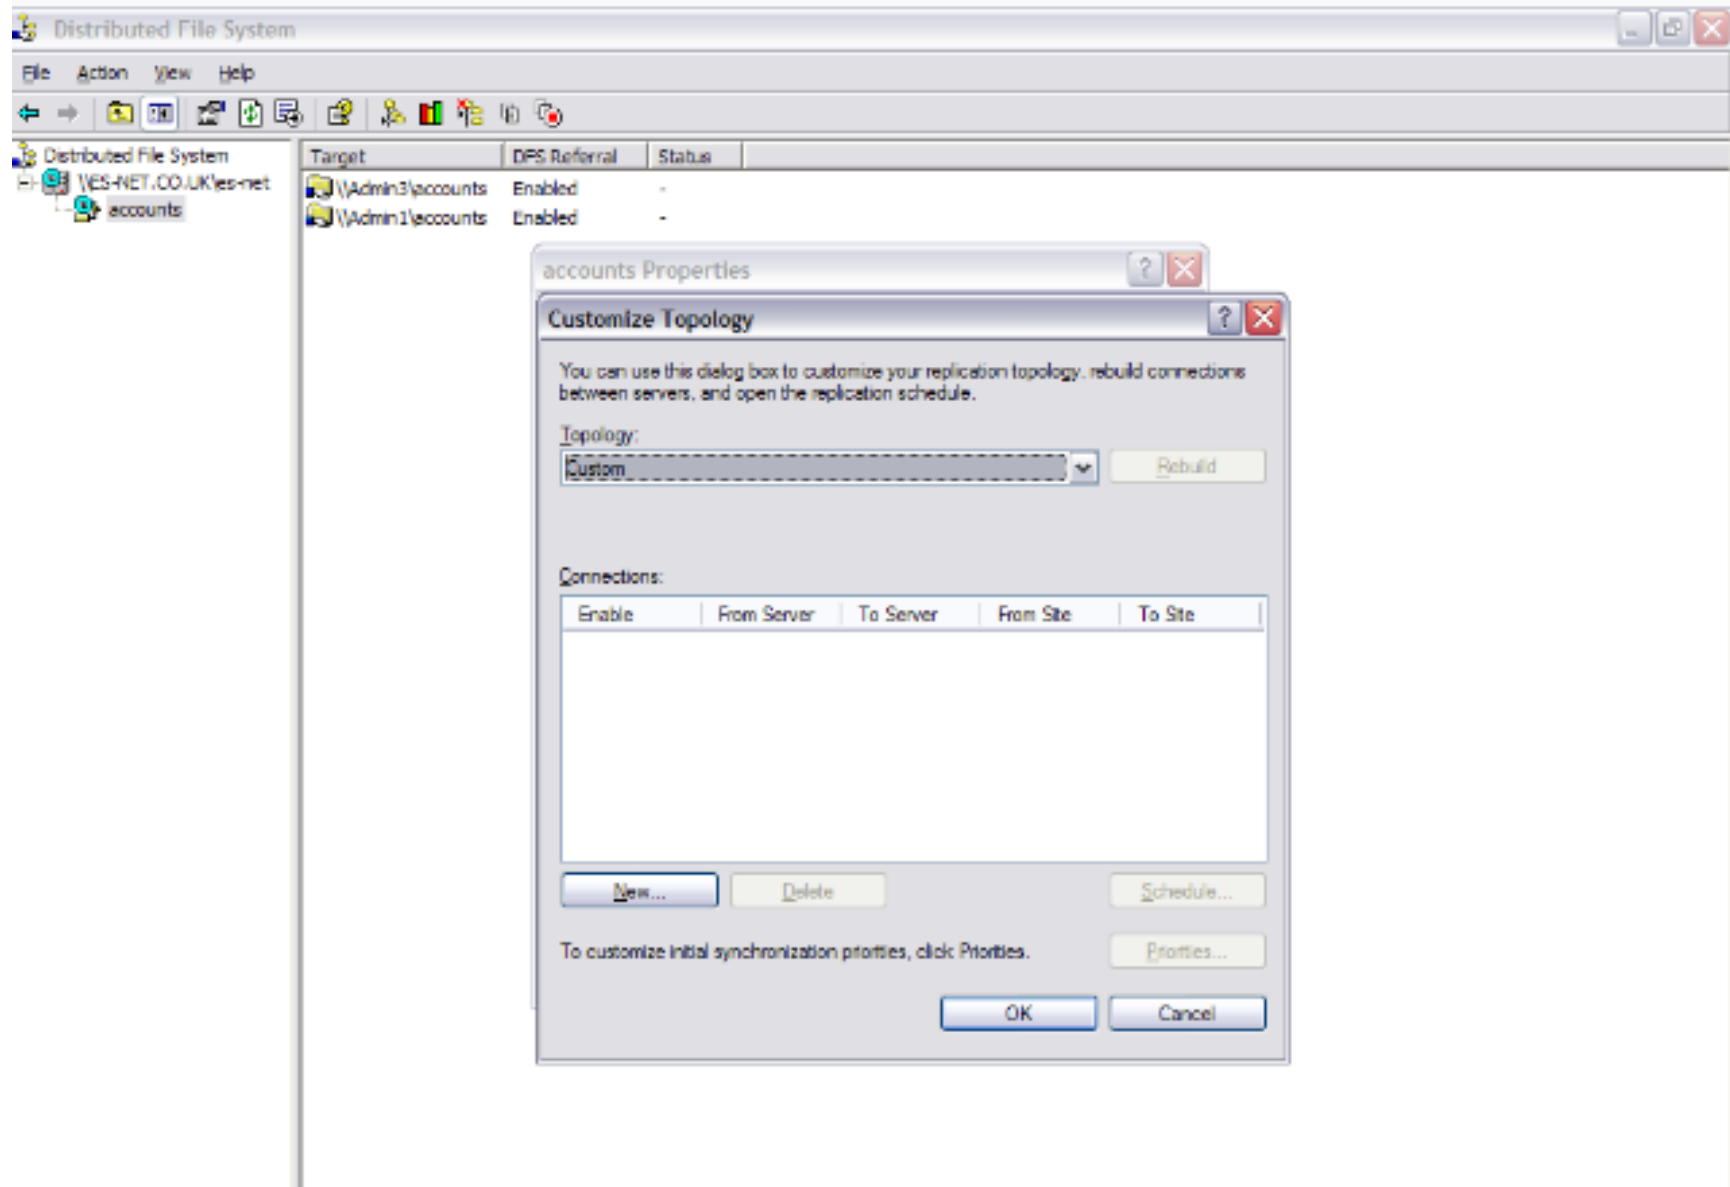 Distributed File System
File Action View Help
Distributed File System
\\ES-NET.CO.UK\es-net
accounts
Target DFS Referral Status
\\Admin3\accounts Enabled -
\\Admin1\accounts Enabled -
accounts Properties
Customize Topology
You can use this dialog box to customize your replication topology, rebuild connections
between servers, and open the replication schedule.
Topology:
Custom Rebuild
Connections:
Enable From Server To Server From Site To Site
New... Delete Schedule...
To customize initial synchronization priorities, click Priorities. Priorities...
OK Cancel